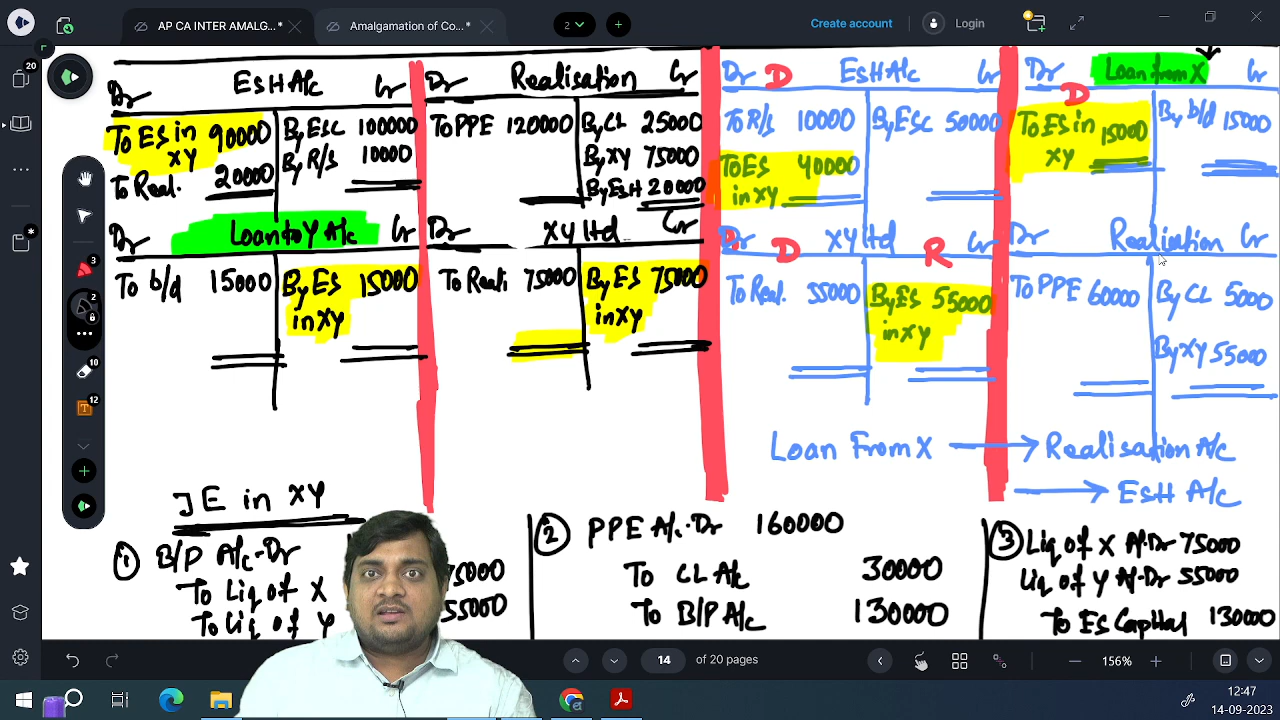 AP CA INTER AMALG...*
Amalgamation of Co...*
2
Create account
Login
20
3
2
10
12
Dr EsH A/c Cr
To Es in XY 90000 By ESC 100000
To Real. 20000 By R/s 10000
Dr Realisation Cr
To PPE 120000 By CL 25000
By XY 75000
By EsH 20000
Dr D EsH A/c Cr
To R/s 10000 By ESC 50000
To Es in XY 40000
Dr Loan from X Cr
D
To Es in XY 15000 By b/d 15000
Dr Loan to Y A/c Cr
To b/d 15000 By Es in XY 15000
Dr XY ltd Cr
To Reali 75000 By Es in XY 75000
Dr D XY ltd R Cr
To Real. 55000 By Es in XY 55000
Dr Realisation Cr
To PPE 60000 By CL 5000
By XY 55000
Loan From X → Realisation A/c
→ EsH A/c
JE in XY
① B/P A/c - Dr
To Liq of X 75000
To Liq of Y 55000
② PPE A/c - Dr 160000
To CL A/c 30000
To B/P A/c 130000
③ Liq of X A/c Dr 75000
Liq of Y A/c Dr 55000
To Es Capital 130000
14 of 20 pages
156%
12:47
14-09-2023